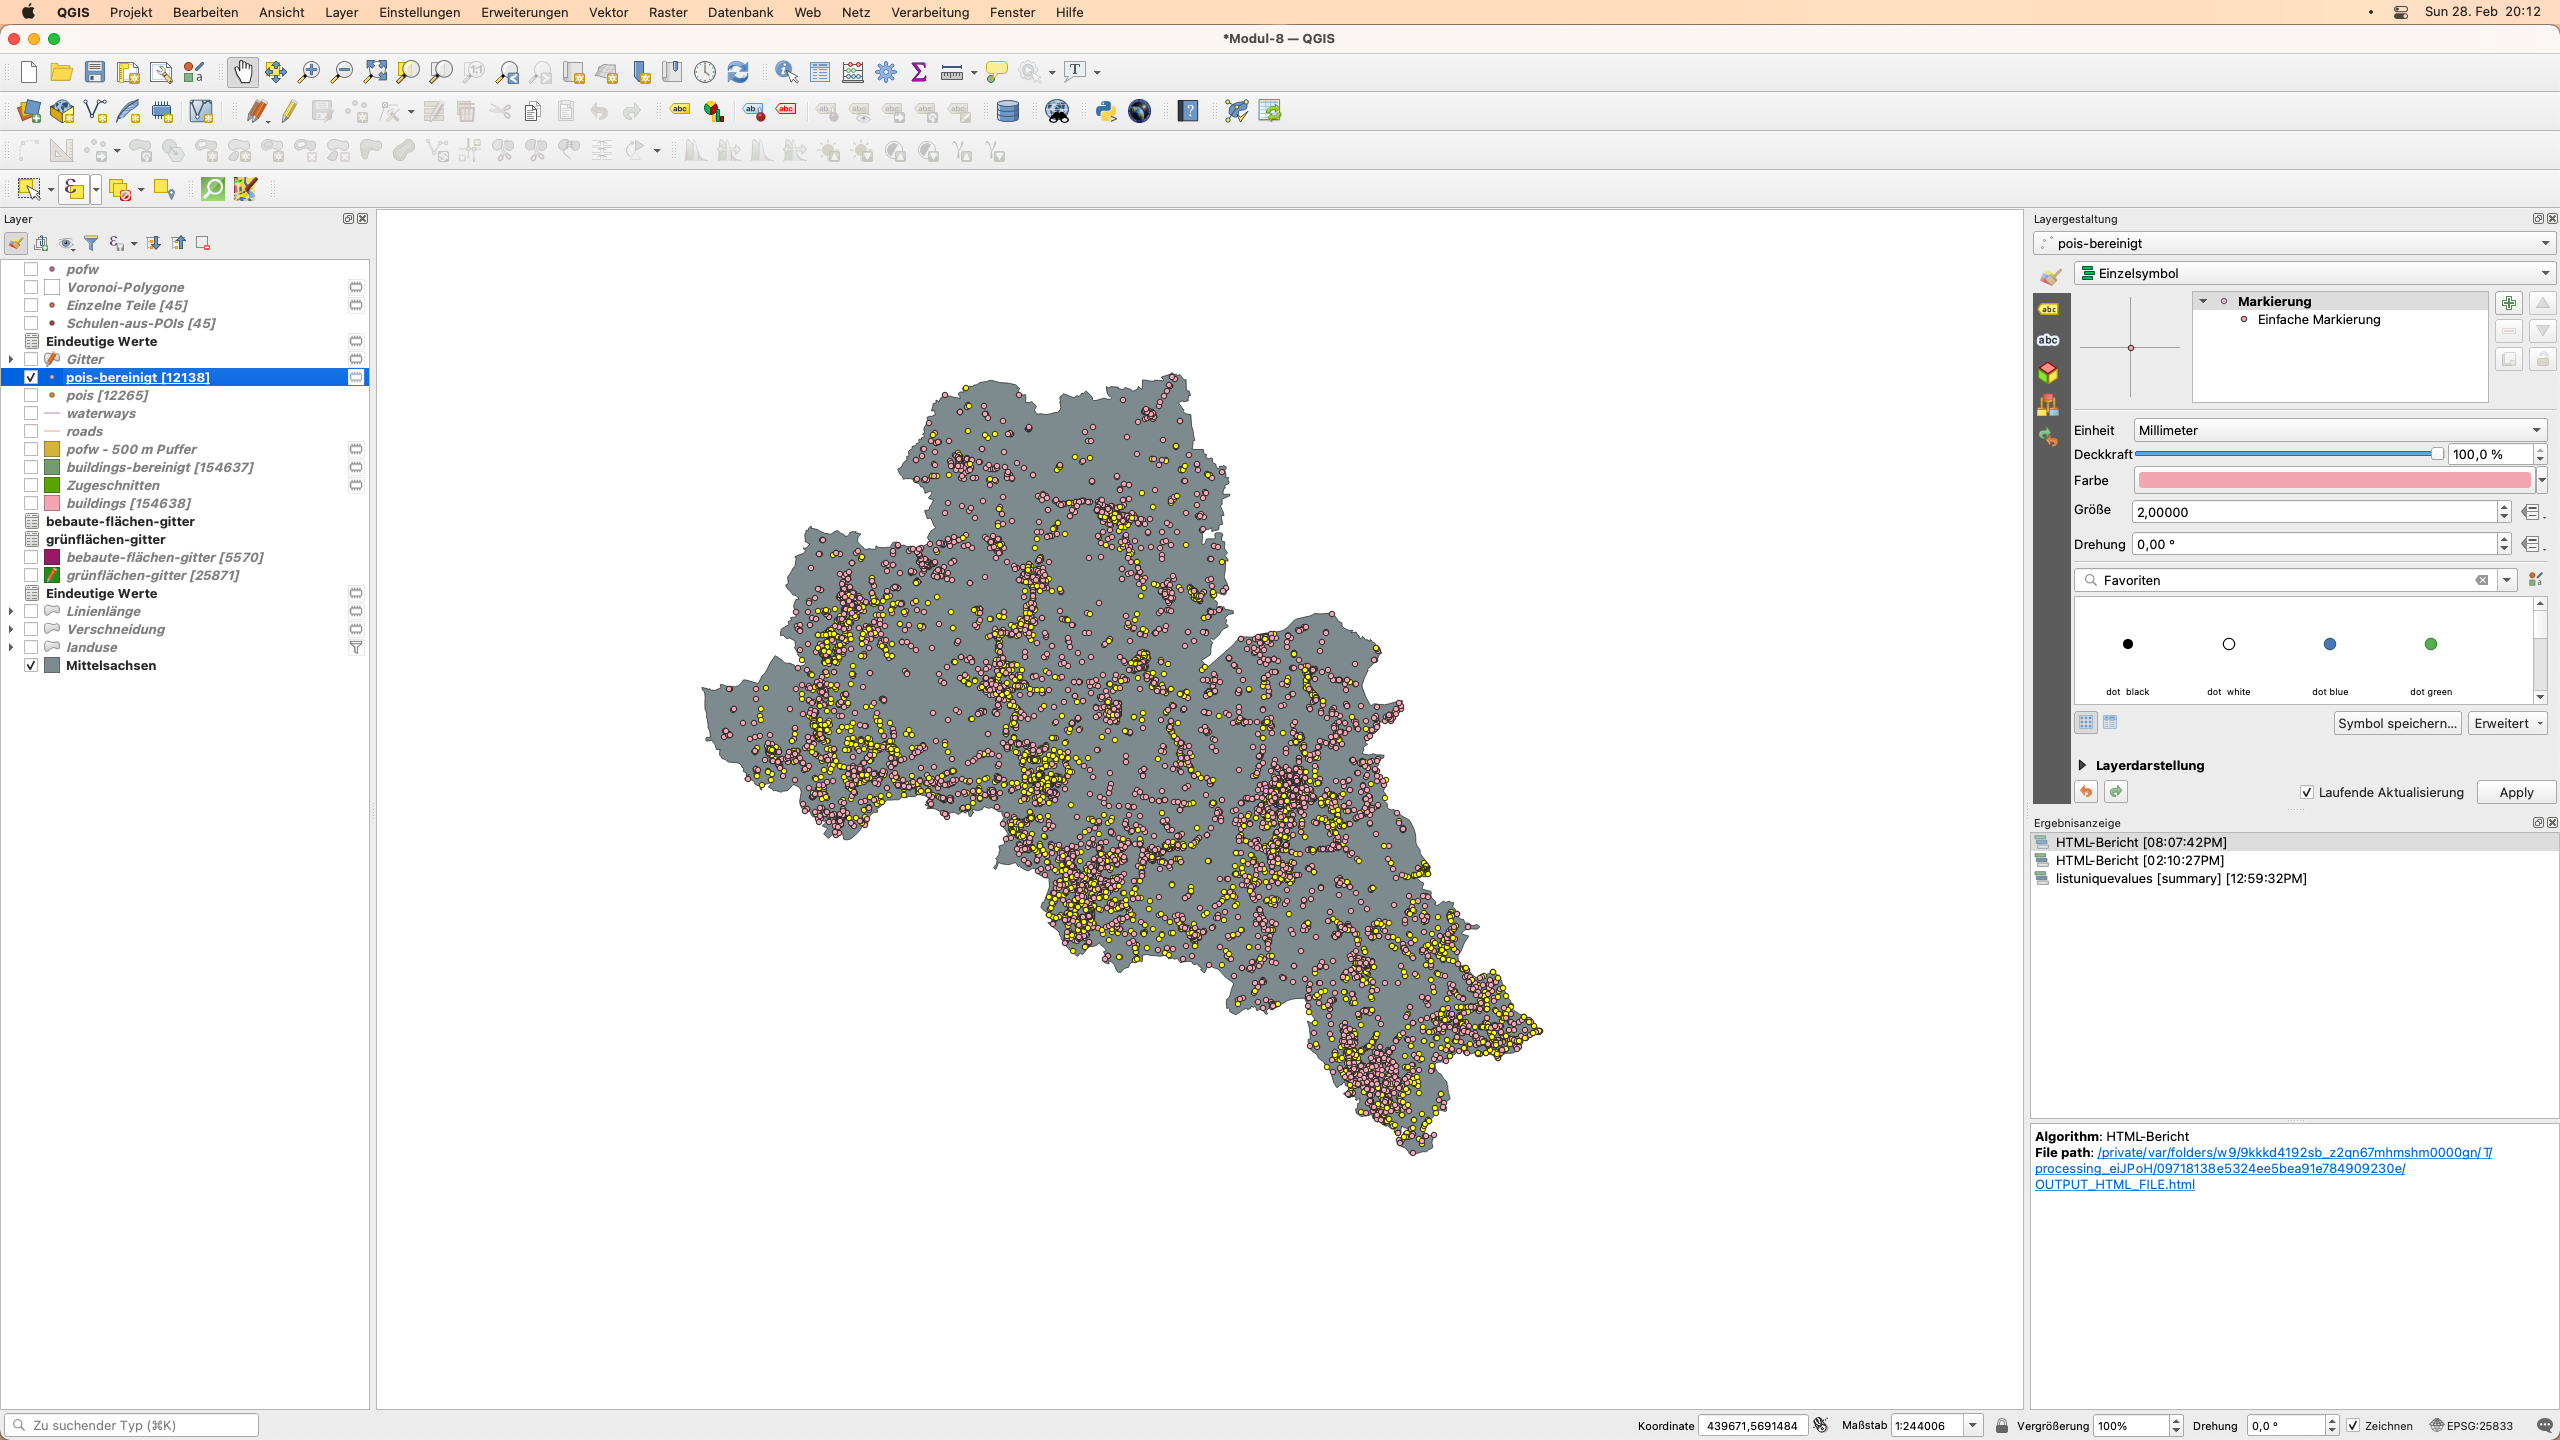 QGIS Projekt Bearbeiten Ansicht Layer Einstellungen Erweiterungen Vektor Raster Datenbank Web Netz Verarbeitung Fenster Hilfe Sun 28. Feb 20:12
*Modul-8 — QGIS
Layer
pofw
Voronoi-Polygone
Einzelne Teile [45]
Schulen-aus-POIs [45]
Eindeutige Werte
Gitter
pois-bereinigt [12138]
pois [12265]
waterways
roads
pofw - 500 m Puffer
buildings-bereinigt [154637]
Zugeschnitten
buildings [154638]
bebaute-flächen-gitter
grünflächen-gitter
bebaute-flächen-gitter [5570]
grünflächen-gitter [25871]
Eindeutige Werte
Linienlänge
Verschneidung
landuse
Mittelsachsen
Layergestaltung
pois-bereinigt
Einzelsymbol
Markierung
Einfache Markierung
Einheit Millimeter
Deckkraft 100,0 %
Farbe
Größe 2,00000
Drehung 0,00 °
Favoriten
dot black dot white dot blue dot green
Symbol speichern... Erweitert
Layerdarstellung
Laufende Aktualisierung Apply
Ergebnisanzeige
HTML-Bericht [08:07:42PM]
HTML-Bericht [02:10:27PM]
listuniquevalues [summary] [12:59:32PM]
Algorithm: HTML-Bericht
File path: /private/var/folders/w9/9kkkd4192sb_z2qn67mhmshm0000gn/T/
processing_eiJPoH/09718138e5324ee5bea91e784909230e/
OUTPUT_HTML_FILE.html
Zu suchender Typ (⌘K) Koordinate 439671,5691484 Maßstab 1:244006 Vergrößerung 100% Drehung 0,0 ° Zeichnen EPSG:25833